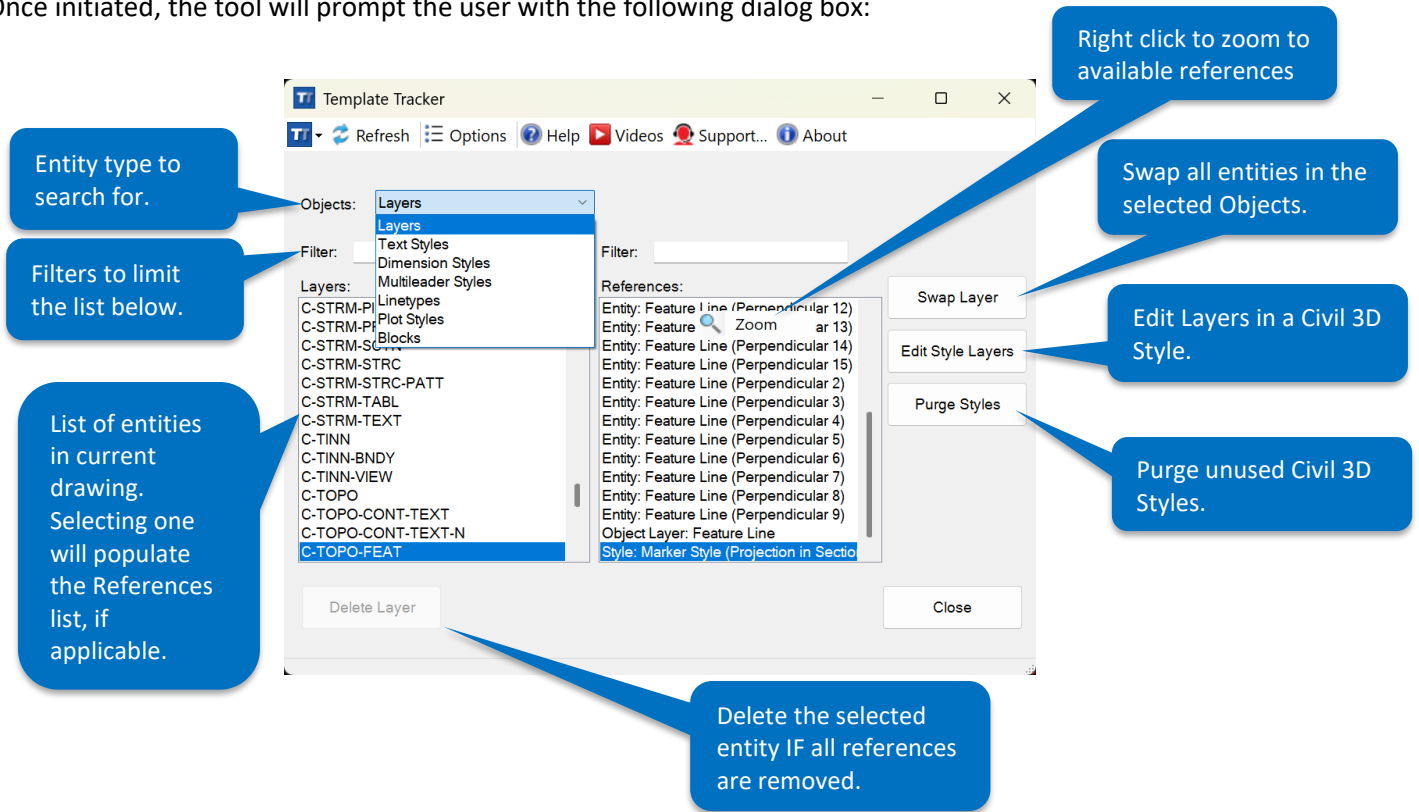 Once initiated, the tool will prompt the user with the following dialog box:
Right click to zoom to
available references
Template Tracker
Refresh Options Help Videos Support... About
Entity type to
search for.
Swap all entities in the
selected Objects.
Objects: Layers
Layers
Text Styles
Dimension Styles
Multileader Styles
Linetypes
Plot Styles
Blocks
Filter:
Filter:
Filters to limit
the list below.
Layers:
C-STRM-
C-STRM-
C-STRM-
C-STRM-STRC
C-STRM-STRC-PATT
C-STRM-TABL
C-STRM-TEXT
C-TINN
C-TINN-BNDY
C-TINN-VIEW
C-TOPO
C-TOPO-CONT-TEXT
C-TOPO-CONT-TEXT-N
C-TOPO-FEAT
References:
Entity: Feature Line (Perpendicular 12)
Entity: Feature ar 13)
Zoom
Entity: Feature Line (Perpendicular 14)
Entity: Feature Line (Perpendicular 15)
Entity: Feature Line (Perpendicular 2)
Entity: Feature Line (Perpendicular 3)
Entity: Feature Line (Perpendicular 4)
Entity: Feature Line (Perpendicular 5)
Entity: Feature Line (Perpendicular 6)
Entity: Feature Line (Perpendicular 7)
Entity: Feature Line (Perpendicular 8)
Entity: Feature Line (Perpendicular 9)
Object Layer: Feature Line
Style: Marker Style (Projection in Sectio
Swap Layer
Edit Style Layers
Purge Styles
Edit Layers in a Civil 3D
Style.
List of entities
in current
drawing.
Selecting one
will populate
the References
list, if
applicable.
Purge unused Civil 3D
Styles.
Delete Layer
Close
Delete the selected
entity IF all references
are removed.